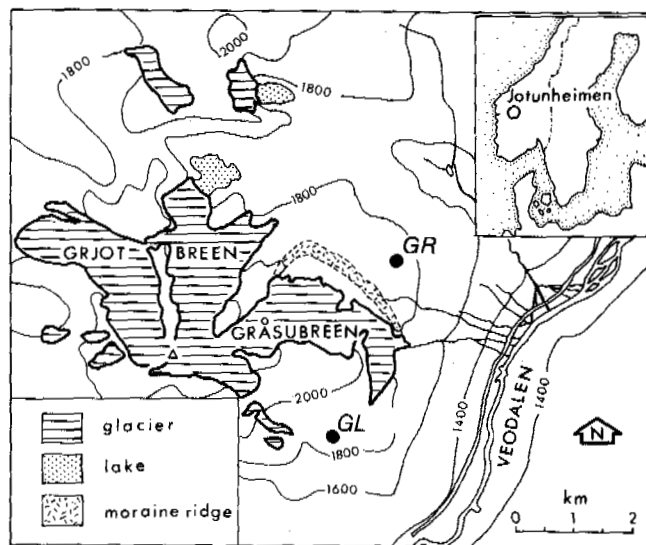 1800
2000
1800
Jotunheimen
1800
GR
GRJOT
BREEN
GRÅSUBREEN
2000
GL
1800
1600
1400
1400
VEODALEN
N
km
0 1 2
glacier
lake
moraine ridge